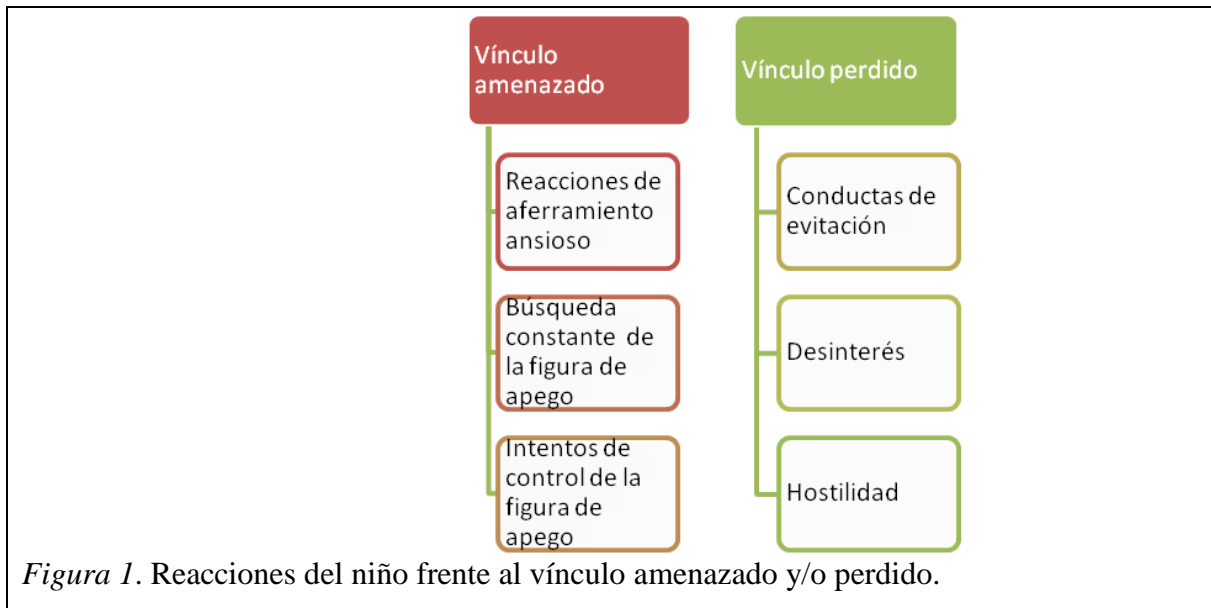 Vínculo
amenazado
Reacciones de
aferramiento
ansioso
Búsqueda
constante de
la figura de
apego
Intentos de
control de la
figura de
apego
Vínculo perdido
Conductas de
evitación
Desinterés
Hostilidad
Figura 1. Reacciones del niño frente al vínculo amenazado y/o perdido.